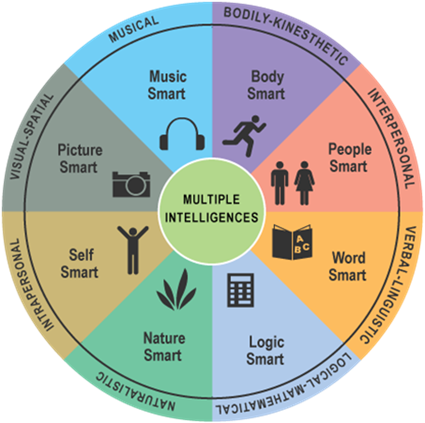 MULTIPLE
INTELLIGENCES
MUSICAL
Music
Smart
BODILY-KINESTHETIC
Body
Smart
INTERPERSONAL
People
Smart
VERBAL-LINGUISTIC
Word
Smart
A
B
C
LOGICAL-MATHEMATICAL
Logic
Smart
NATURALISTIC
Nature
Smart
INTRAPERSONAL
Self
Smart
VISUAL-SPATIAL
Picture
Smart